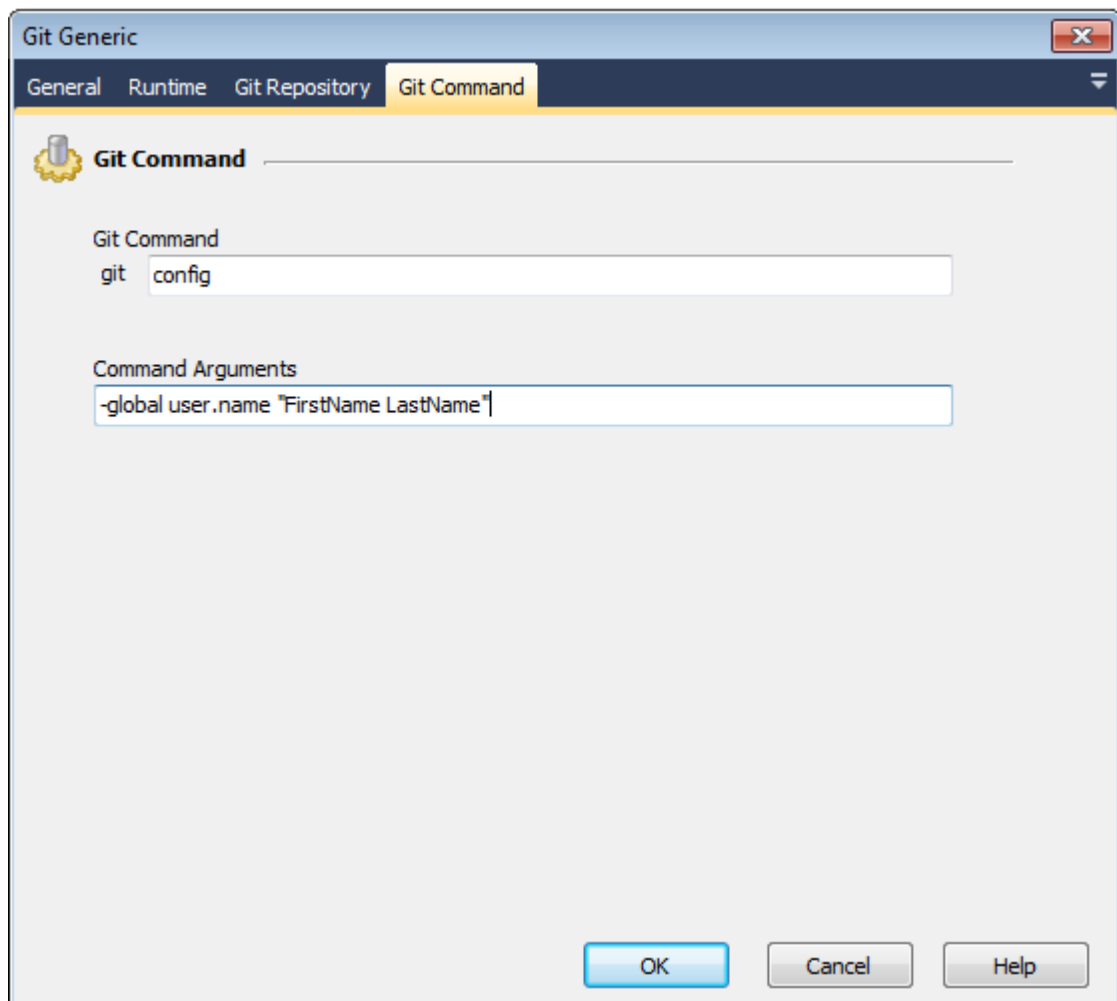 Git Generic
General Runtime Git Repository Git Command
Git Command
Git Command
git config
Command Arguments
-global user.name "FirstName LastName"
OK Cancel Help